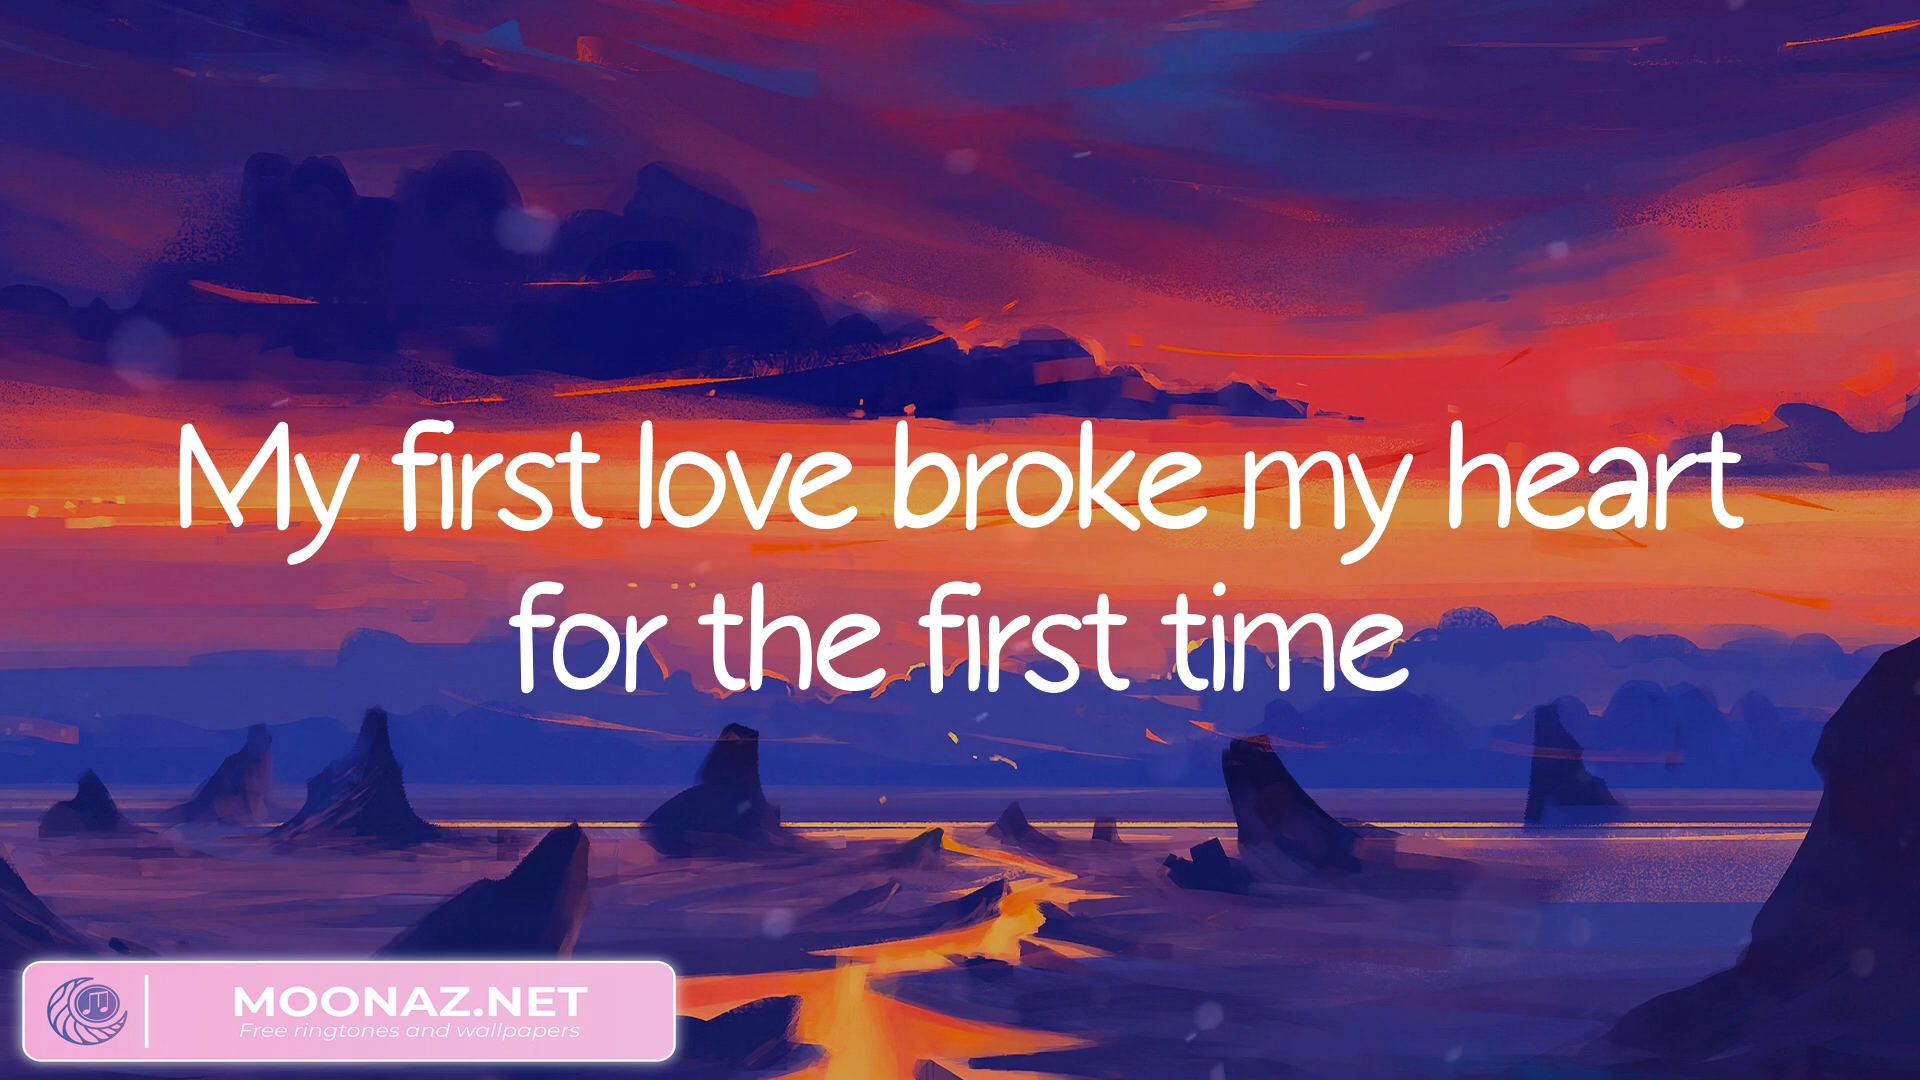 My first love broke my heart
for the first time
MOONAZ.NET
Free ringtones and wallpapers